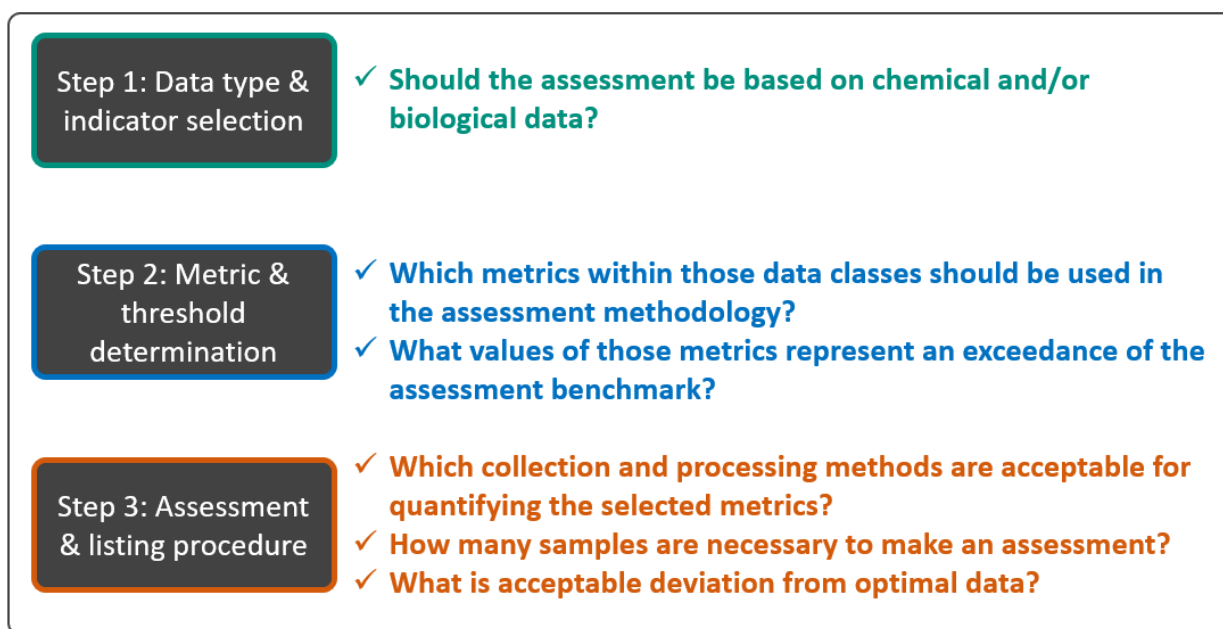 Step 1: Data type &
indicator selection
✓ Should the assessment be based on chemical and/or
biological data?
Step 2: Metric &
threshold
determination
✓ Which metrics within those data classes should be used in
the assessment methodology?
✓ What values of those metrics represent an exceedance of the
assessment benchmark?
Step 3: Assessment
& listing procedure
✓ Which collection and processing methods are acceptable for
quantifying the selected metrics?
✓ How many samples are necessary to make an assessment?
✓ What is acceptable deviation from optimal data?